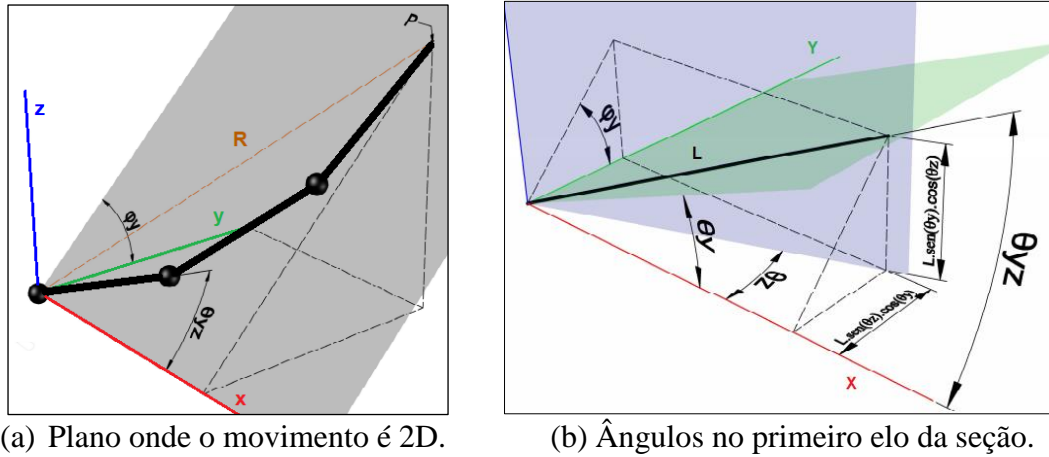 P
z
R
φy
y
θyz
x
Y
φy
L
θy
θz
L.sen(θy).cos(θz)
L.sen(θz).cos(θy)
θyz
X
(a) Plano onde o movimento é 2D.
(b) Ângulos no primeiro elo da seção.